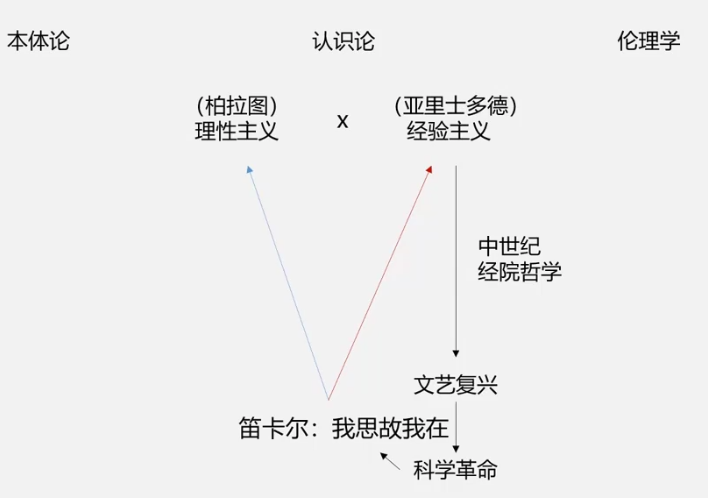 本体论
认识论
伦理学
（柏拉图）
理性主义
x
（亚里士多德）
经验主义
中世纪
经院哲学
文艺复兴
笛卡尔：我思故我在
科学革命